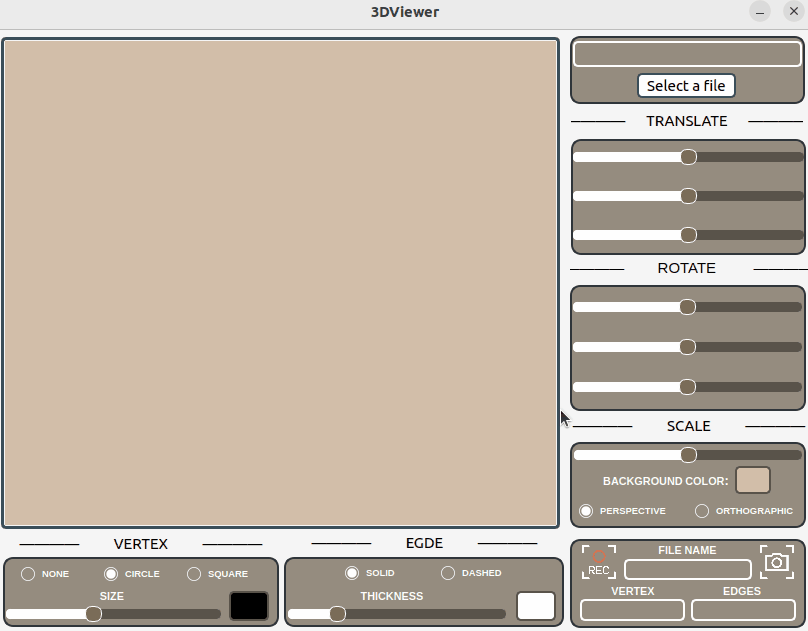 3DViewer
Select a file
TRANSLATE
ROTATE
SCALE
BACKGROUND COLOR:
PERSPECTIVE ORTHOGRAPHIC
VERTEX
NONE CIRCLE SQUARE
SIZE
EGDE
SOLID DASHED
THICKNESS
REC
FILE NAME
VERTEX EDGES